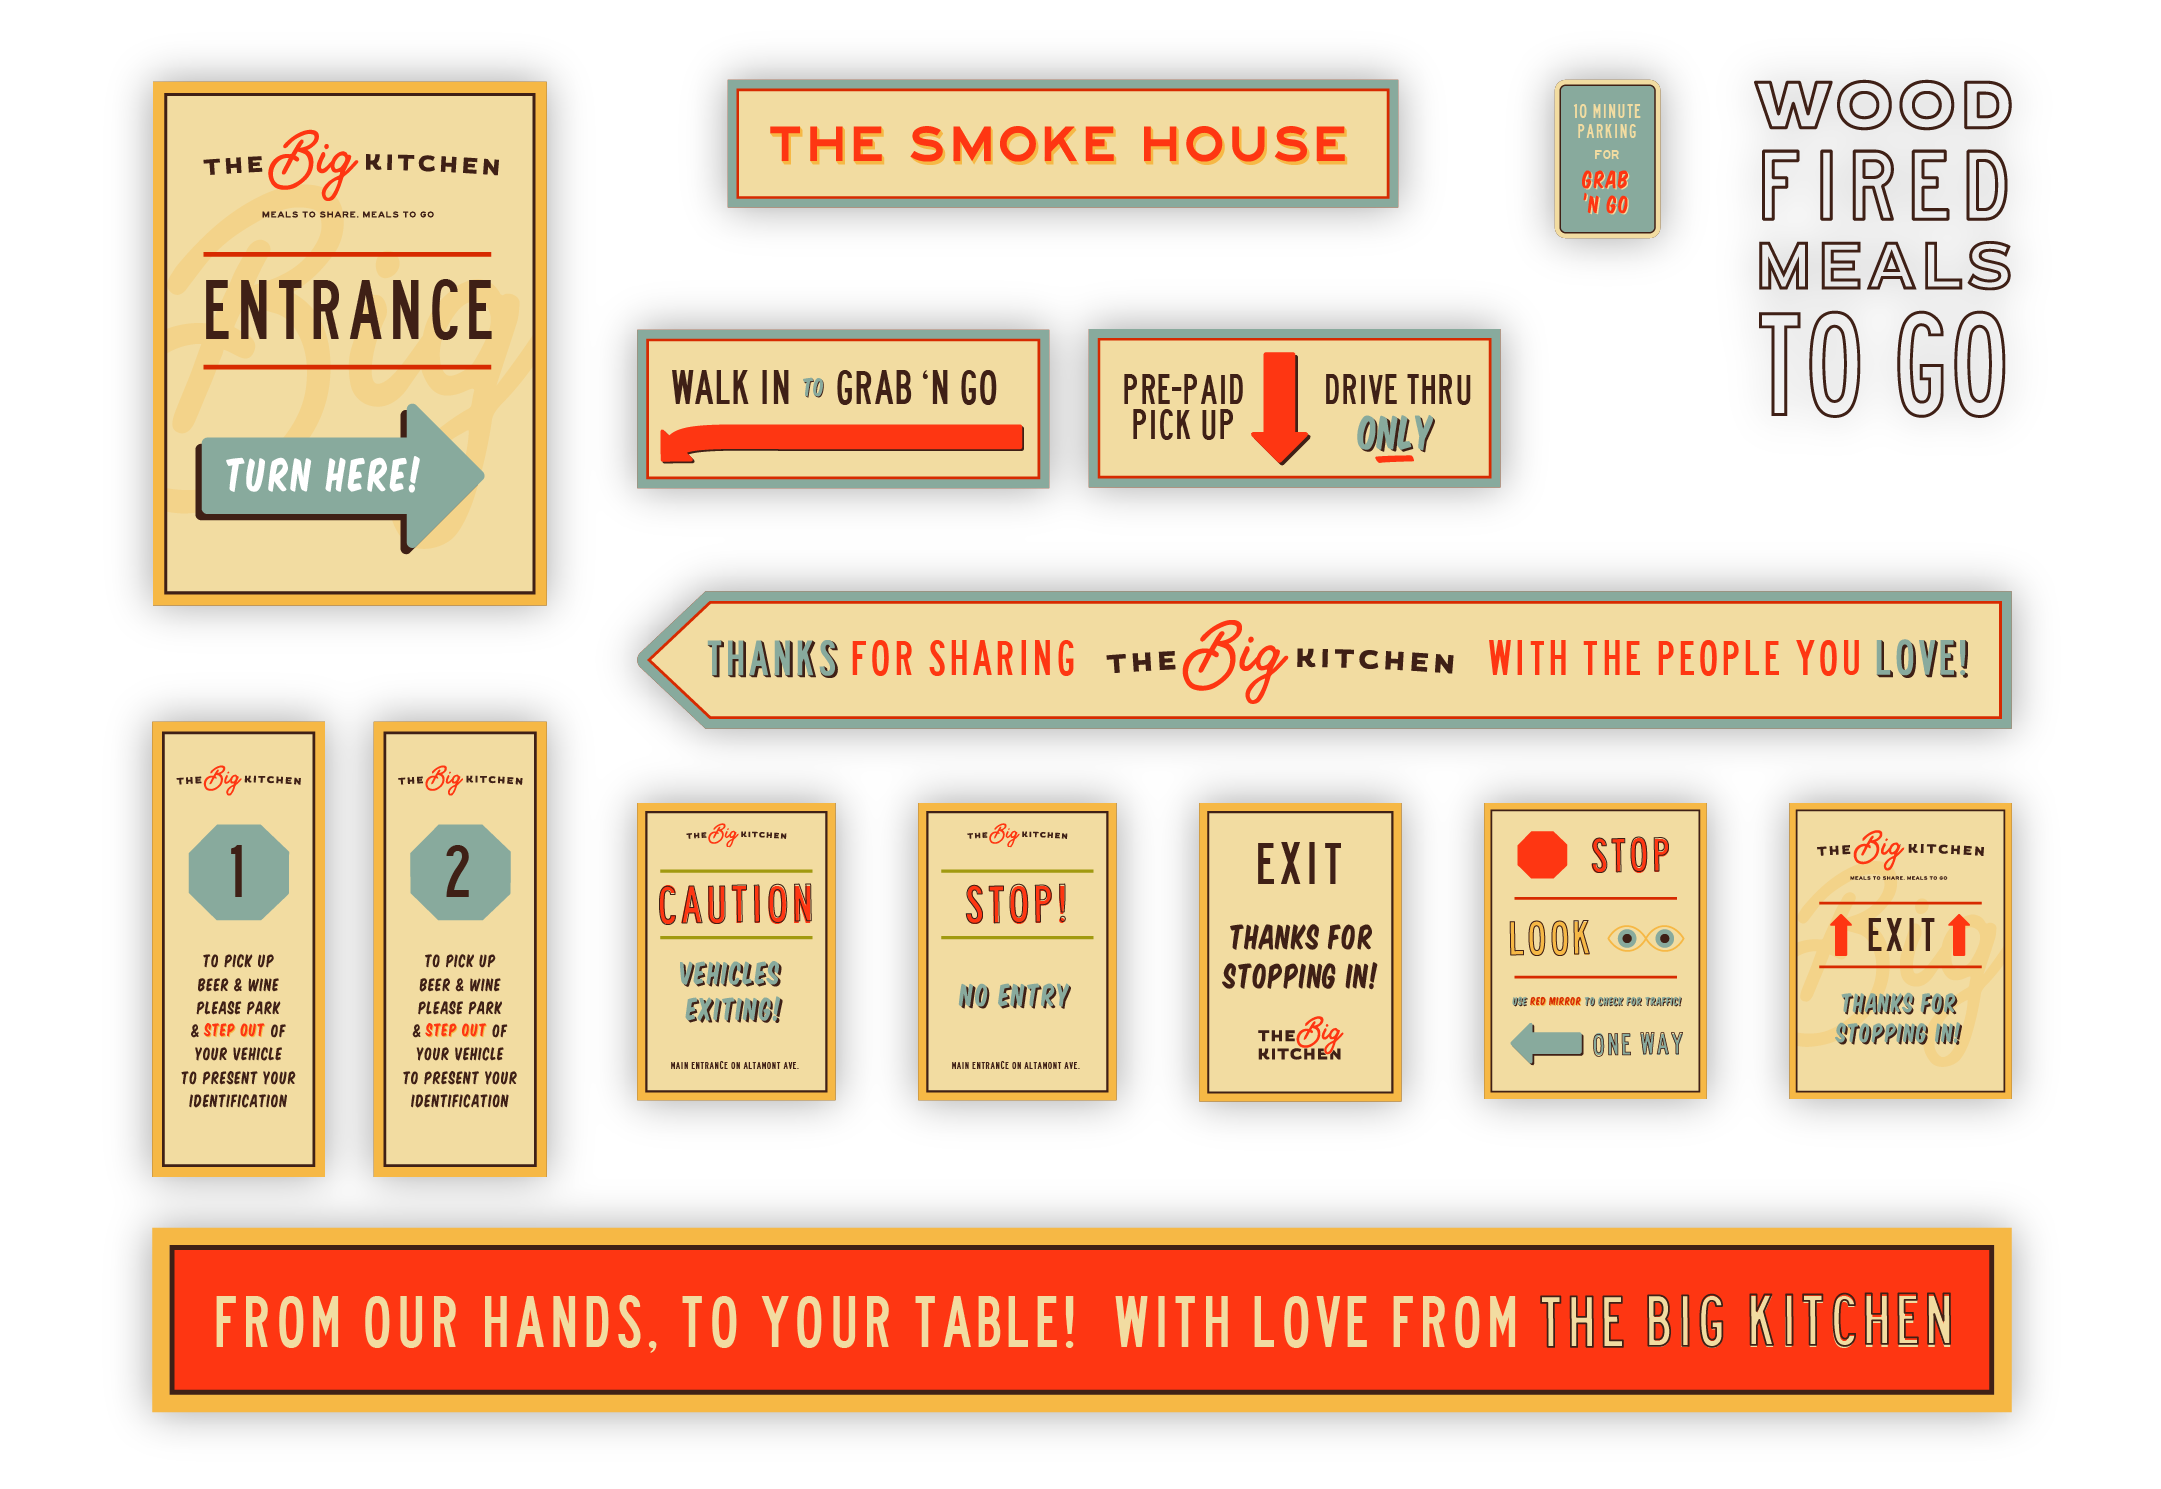 THE Big KITCHEN
MEALS TO SHARE. MEALS TO GO
ENTRANCE
TURN HERE!
THE SMOKE HOUSE
10 MINUTE
PARKING
FOR
GRAB
'N GO
WOOD
FIRED
MEALS
TO GO
WALK IN TO GRAB ‘N GO
PRE-PAID
PICK UP
DRIVE THRU
ONLY
THANKS FOR SHARING THE Big KITCHEN WITH THE PEOPLE YOU LOVE!
THE Big KITCHEN
1
TO PICK UP
BEER & WINE
PLEASE PARK
& STEP OUT OF
YOUR VEHICLE
TO PRESENT YOUR
IDENTIFICATION
THE Big KITCHEN
2
TO PICK UP
BEER & WINE
PLEASE PARK
& STEP OUT OF
YOUR VEHICLE
TO PRESENT YOUR
IDENTIFICATION
THE Big KITCHEN
CAUTION
VEHICLES
EXITING!
MAIN ENTRANCE ON ALTAMONT AVE.
THE Big KITCHEN
STOP!
NO ENTRY
MAIN ENTRANCE ON ALTAMONT AVE.
EXIT
THANKS FOR
STOPPING IN!
THE Big
KITCHEN
STOP
LOOK
USE RED MIRROR TO CHECK FOR TRAFFIC!
ONE WAY
THE Big KITCHEN
MEALS TO SHARE. MEALS TO GO
EXIT
THANKS FOR
STOPPING IN!
FROM OUR HANDS, TO YOUR TABLE! WITH LOVE FROM THE BIG KITCHEN